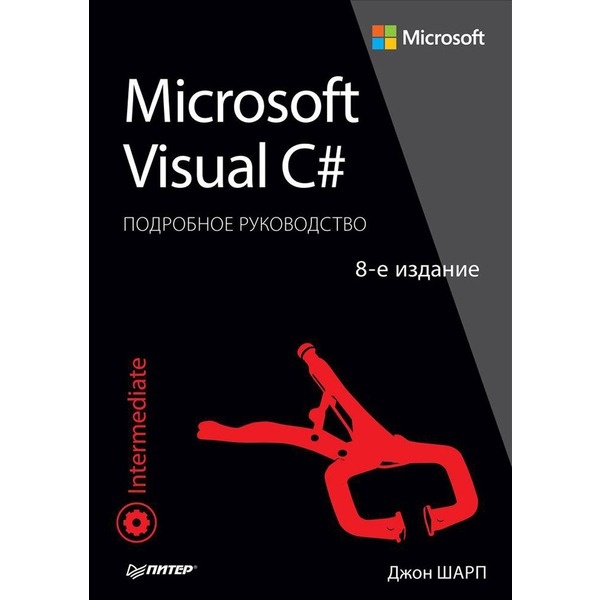 Microsoft
Microsoft
Visual C#
ПОДРОБНОЕ РУКОВОДСТВО
8-е издание
Intermediate
ПИТЕР®
Джон ШАРП